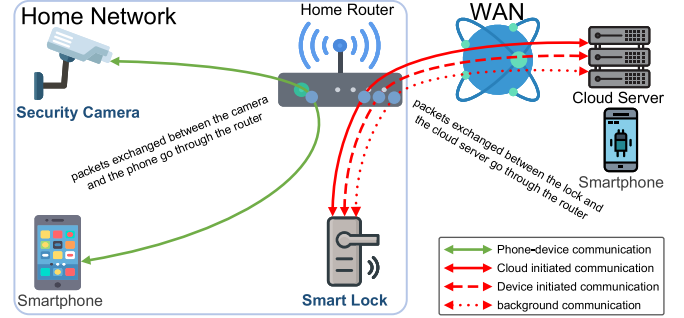 Home Network
Home Router
WAN
Security Camera
Cloud Server
packets exchanged between the camera
and the phone go through the router
packets exchanged between the lock and
the cloud server go through the router
Smartphone
Smartphone
Smart Lock
Phone-device communication
Cloud initiated communication
Device initiated communication
background communication